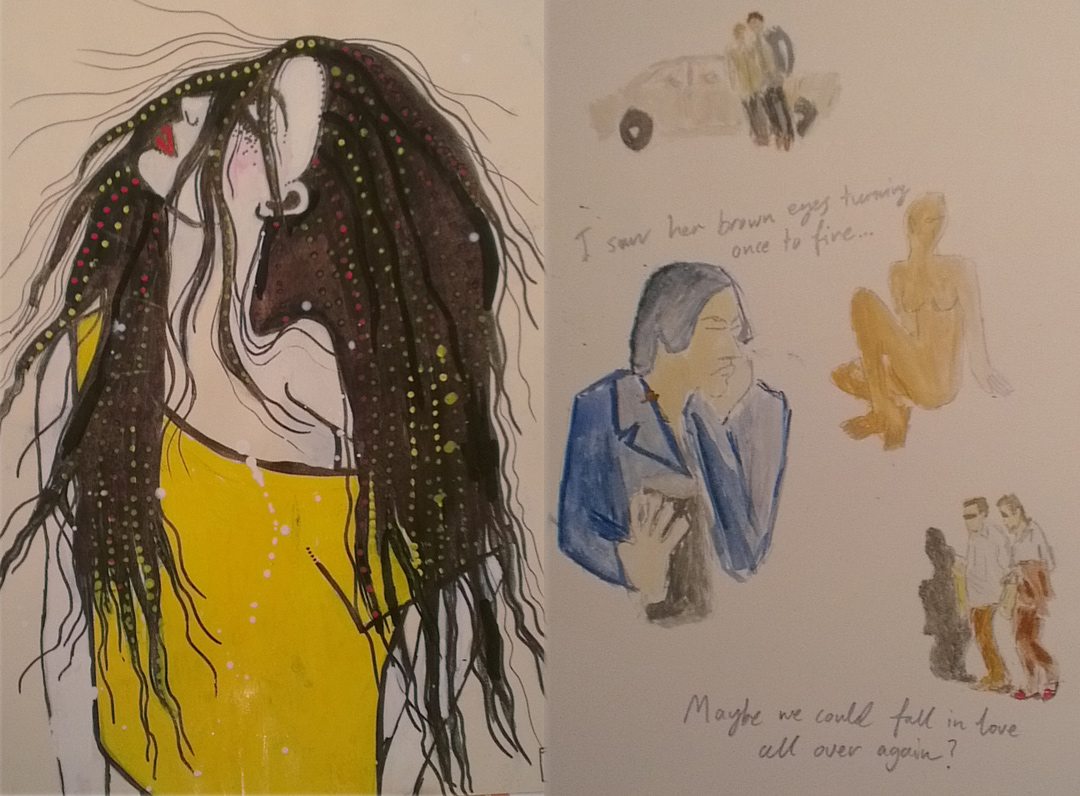 I saw her brown eyes turning
once to fire...
Maybe we could fall in love
all over again?